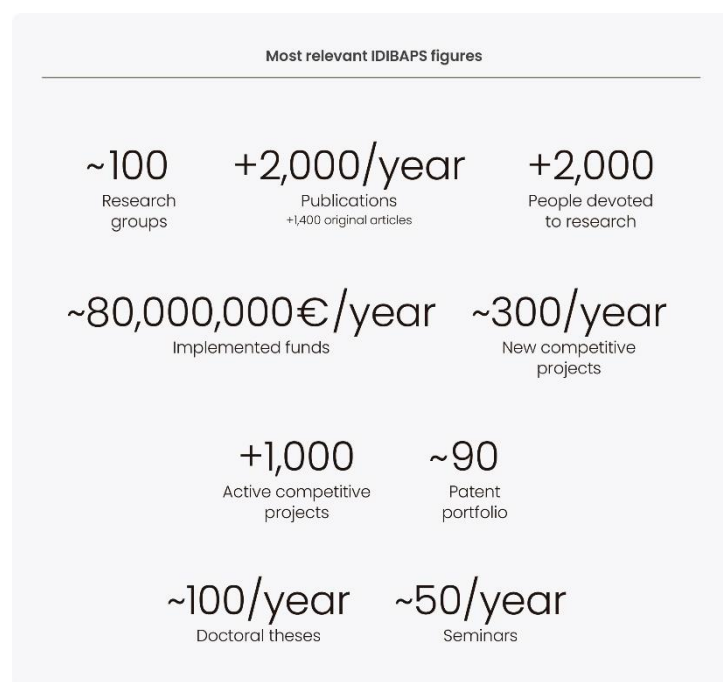 Most relevant IDIBAPS figures
~100
Research
groups
+2,000/year
Publications
+1,400 original articles
+2,000
People devoted
to research
~80,000,000€/year
Implemented funds
~300/year
New competitive
projects
+1,000
Active competitive
projects
~90
Patent
portfolio
~100/year
Doctoral theses
~50/year
Seminars